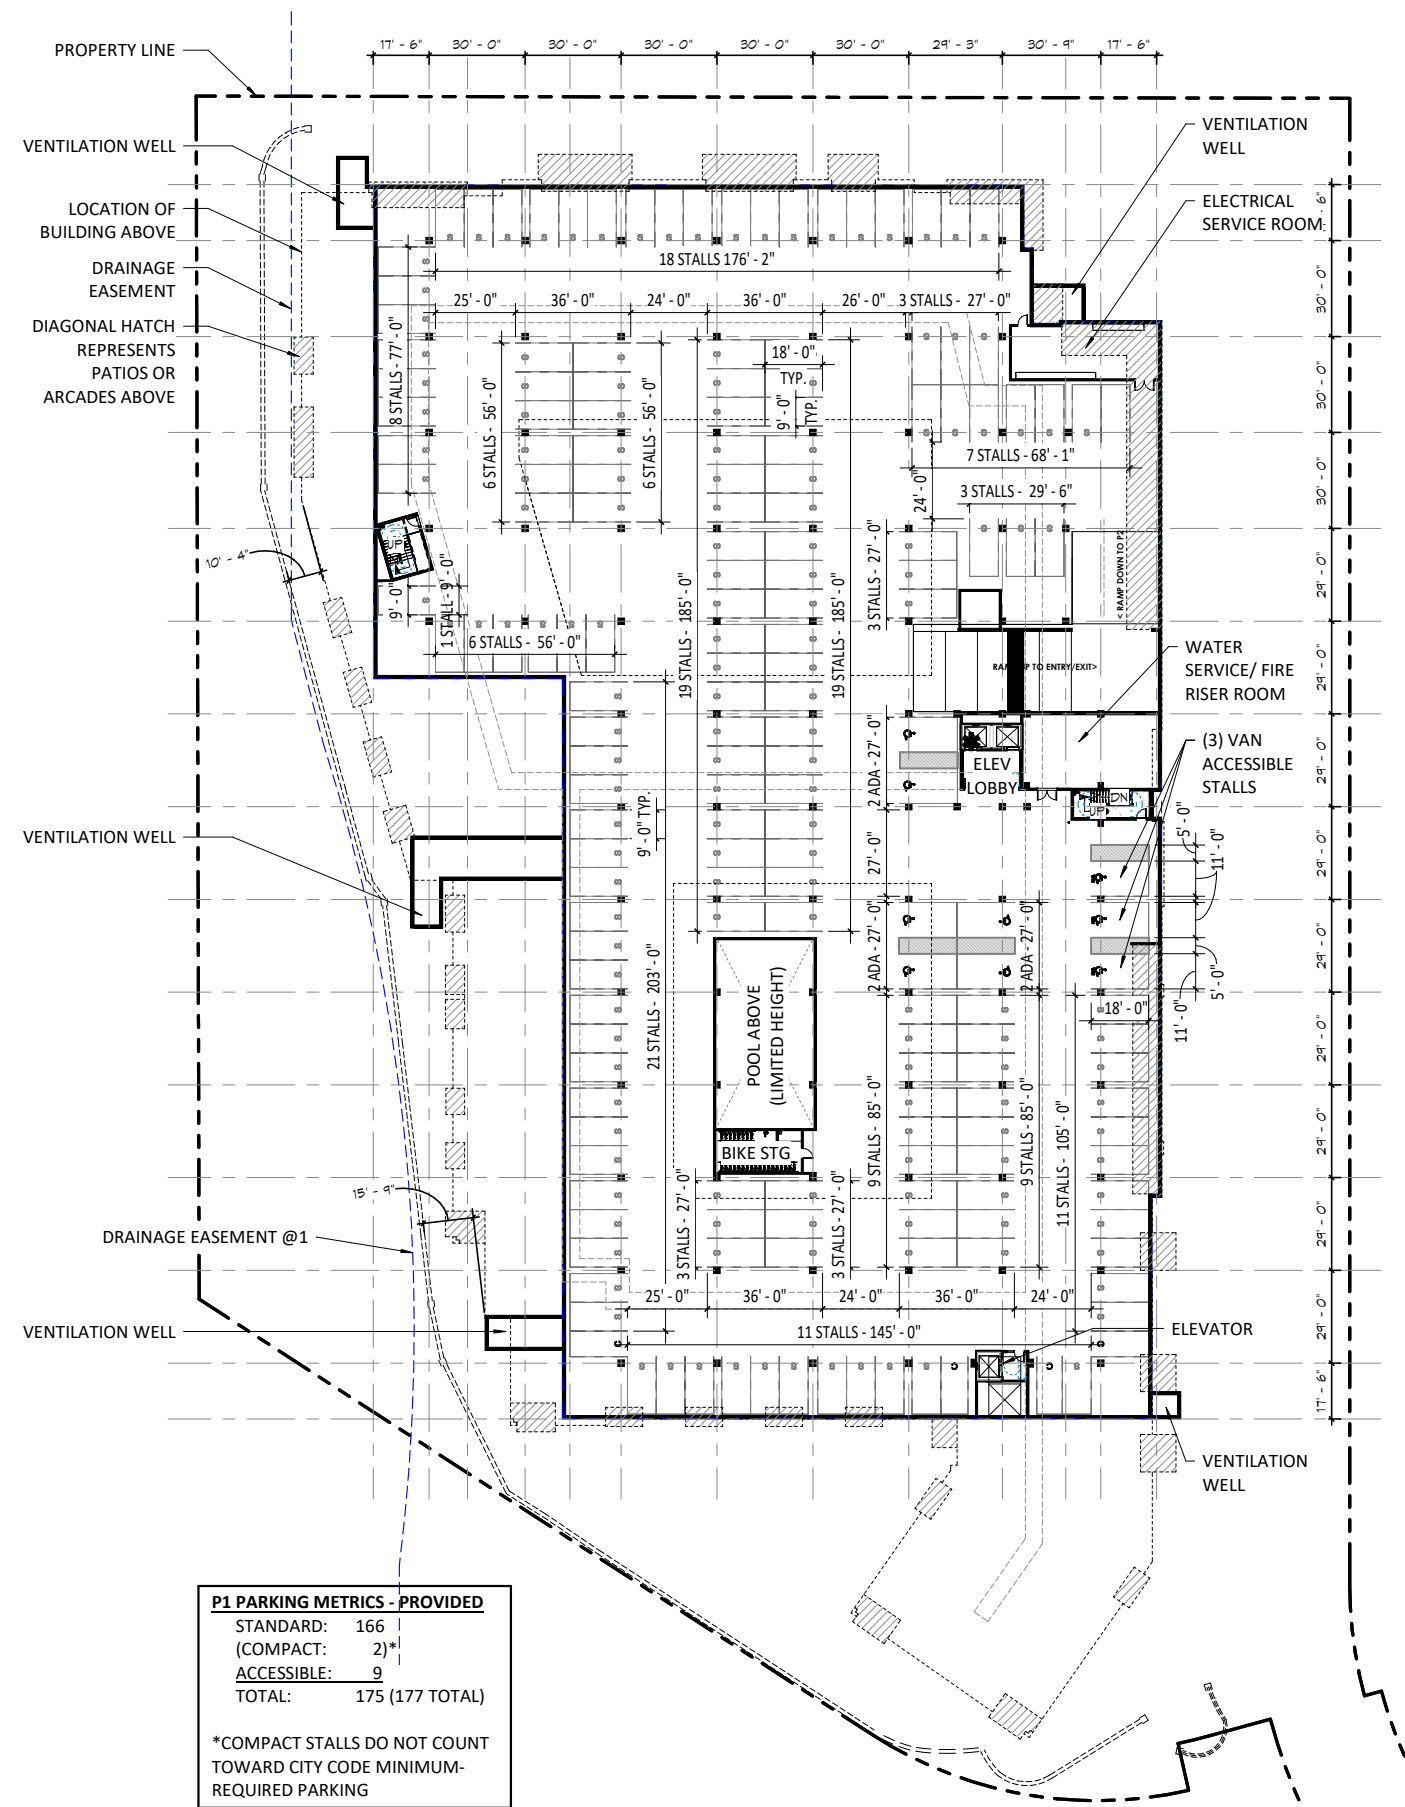 17' - 6"
30' - 0"
30' - 0"
30' - 0"
30' - 0"
30' - 0"
29' - 3"
30' - 9"
17' - 6"
PROPERTY LINE
VENTILATION WELL
LOCATION OF
BUILDING ABOVE
DRAINAGE
EASEMENT
DIAGONAL HATCH
REPRESENTS
PATIOS OR
ARCADES ABOVE
VENTILATION
WELL
ELECTRICAL
SERVICE ROOM
18 STALLS 176' - 2"
25' - 0"
36' - 0"
24' - 0"
36' - 0"
26' - 0"
3 STALLS - 27' - 0"
8 STALLS - 77' - 0"
6 STALLS - 56' - 0"
6 STALLS - 56' - 0"
18' - 0"
TYP.
9' - 0"
TYP.
7 STALLS - 68' - 1"
24' - 0"
3 STALLS - 29' - 6"
3 STALLS - 27' - 0"
< RAMP DOWN TO P2
UP
10' - 4"
9' - 0"
1 STALL - 9' - 0"
6 STALLS - 56' - 0"
19 STALLS - 185' - 0"
19 STALLS - 185' - 0"
RAMP UP TO ENTRY/EXIT>
WATER
SERVICE/ FIRE
RISER ROOM
(3) VAN
ACCESSIBLE
STALLS
2 ADA - 27' - 0"
ELEV
LOBBY
DN
UP
9' - 0" TYP.
VENTILATION WELL
27' - 0"
5' - 0"
11' - 0"
2 ADA - 27' - 0"
2 ADA - 27' - 0"
5' - 0"
11' - 0"
18' - 0"
21 STALLS - 203' - 0"
POOL ABOVE
(LIMITED HEIGHT)
BIKE STG
9 STALLS - 85' - 0"
9 STALLS - 85' - 0"
11 STALLS - 105' - 0"
15' - 9"
DRAINAGE EASEMENT @1
3 STALLS - 27' - 0"
3 STALLS - 27' - 0"
25' - 0"
36' - 0"
24' - 0"
36' - 0"
24' - 0"
11 STALLS - 145' - 0"
VENTILATION WELL
ELEVATOR
VENTILATION
WELL
30' - 0"
30' - 0"
30' - 0"
29' - 0"
29' - 0"
29' - 0"
29' - 0"
29' - 0"
29' - 0"
29' - 0"
29' - 0"
29' - 0"
17' - 6"
P1 PARKING METRICS - PROVIDED
STANDARD: 166
(COMPACT: 2)*
ACCESSIBLE: 9
TOTAL: 175 (177 TOTAL)
*COMPACT STALLS DO NOT COUNT
TOWARD CITY CODE MINIMUM-
REQUIRED PARKING